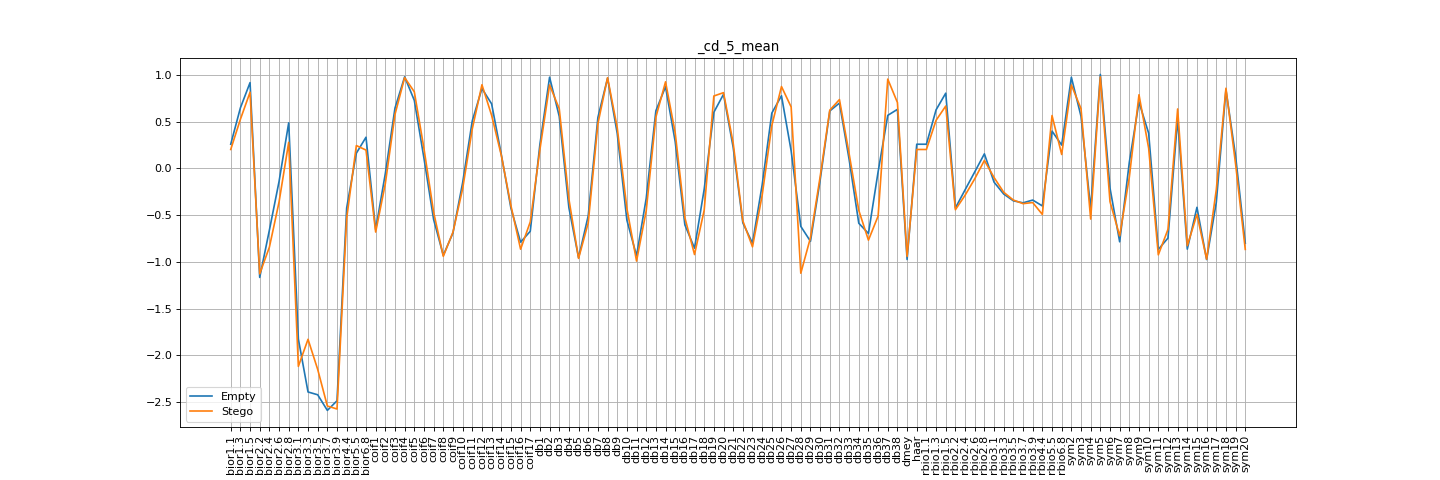 _cd_5_mean
1.0
0.5
0.0
−0.5
−1.0
−1.5
−2.0
−2.5
Empty
Stego
bior1.1
bior1.3
bior1.5
bior2.2
bior2.4
bior2.6
bior2.8
bior3.1
bior3.3
bior3.5
bior3.7
bior3.9
bior4.4
bior5.5
bior6.8
coif1
coif2
coif3
coif4
coif5
coif6
coif7
coif8
coif9
coif10
coif11
coif12
coif13
coif14
coif15
coif16
coif17
db1
db2
db3
db4
db5
db6
db7
db8
db9
db10
db11
db12
db13
db14
db15
db16
db17
db18
db19
db20
db21
db22
db23
db24
db25
db26
db27
db28
db29
db30
db31
db32
db33
db34
db35
db36
db37
db38
dmey
haar
rbio1.1
rbio1.3
rbio1.5
rbio2.2
rbio2.4
rbio2.6
rbio2.8
rbio3.1
rbio3.3
rbio3.5
rbio3.7
rbio3.9
rbio4.4
rbio5.5
rbio6.8
sym2
sym3
sym4
sym5
sym6
sym7
sym8
sym9
sym10
sym11
sym12
sym13
sym14
sym15
sym16
sym17
sym18
sym19
sym20